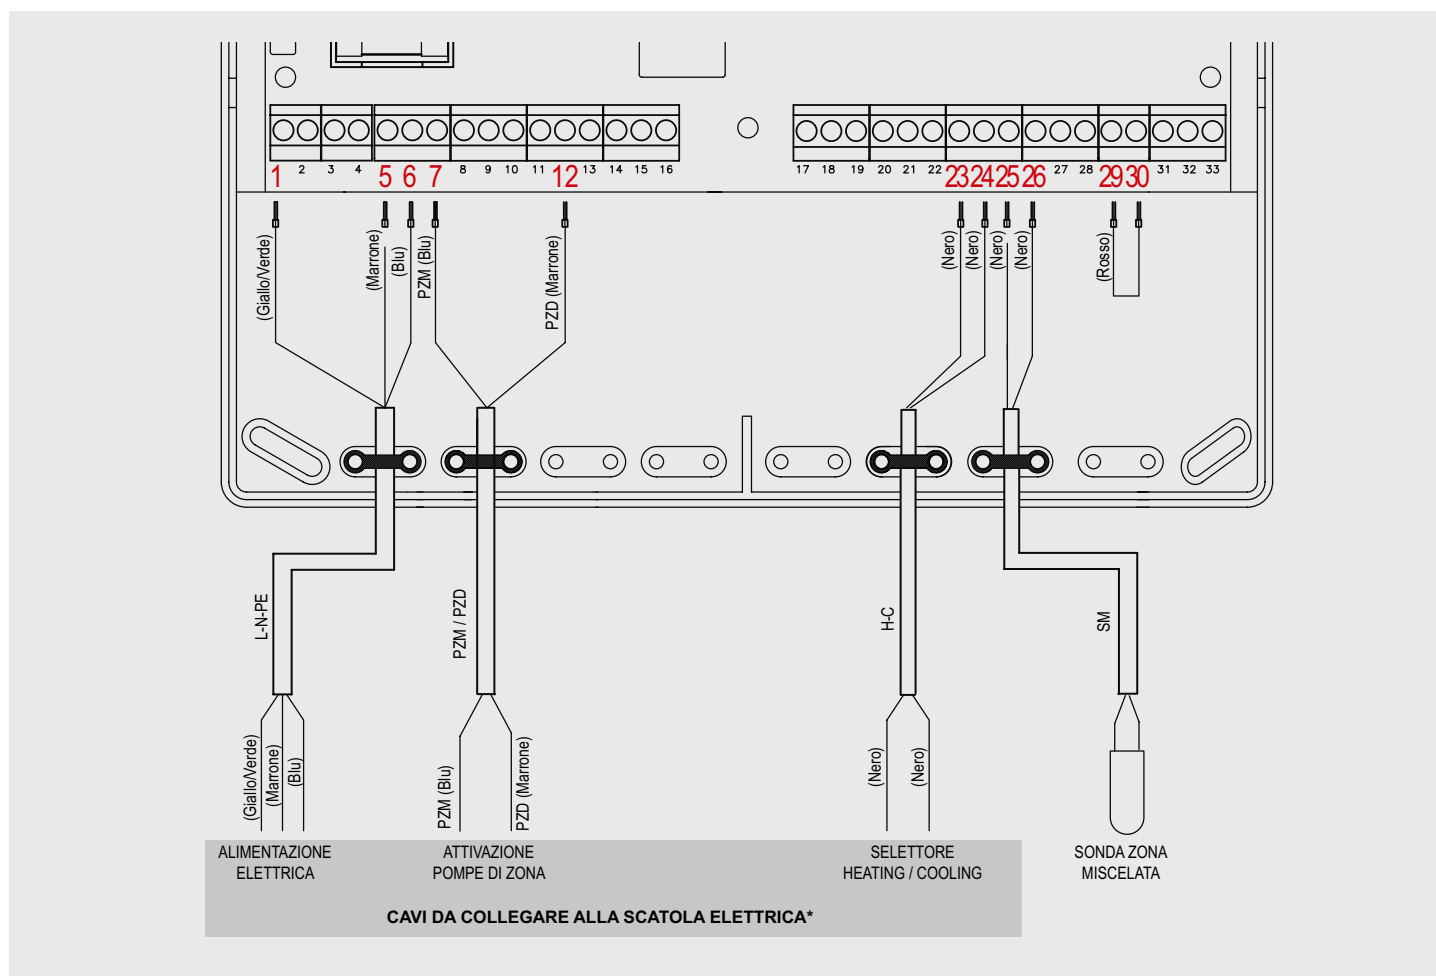 1 2 3 4 5 6 7 8 9 10 11 12 13 14 15 16 17 18 19 20 21 22 23 24 25 26 27 28 29 30 31 32 33
(Giallo/Verde)
(Marrone)
(Blu)
PZM (Blu)
PZD (Marrone)
(Nero)
(Nero)
(Nero)
(Nero)
(Rosso)
L-N-PE
PZM / PZD
H-C
SM
(Giallo/Verde)
(Marrone)
(Blu)
PZM (Blu)
PZD (Marrone)
(Nero)
(Nero)
ALIMENTAZIONE
ELETTRICA
ATTIVAZIONE
POMPE DI ZONA
SELETTORE
HEATING / COOLING
SONDA ZONA
MISCELATA
CAVI DA COLLEGARE ALLA SCATOLA ELETTRICA*